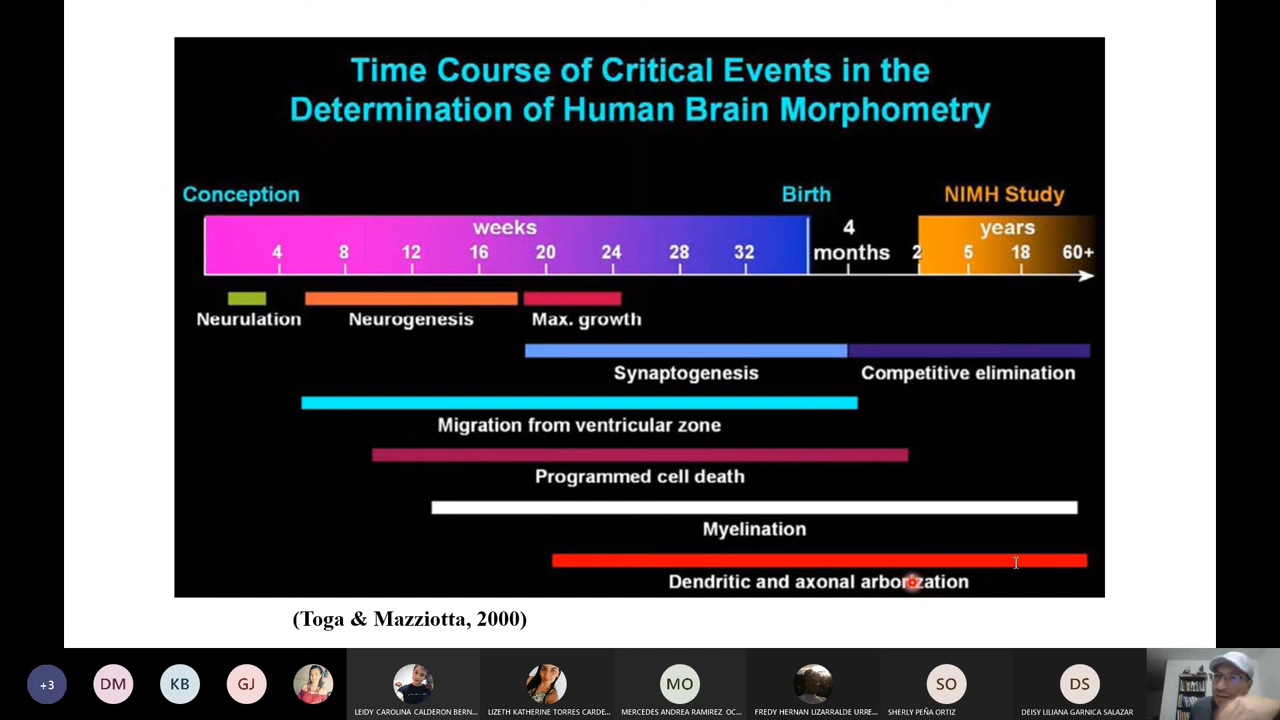 Time Course of Critical Events in the
Determination of Human Brain Morphometry
Conception
Birth
NIMH Study
weeks
4
years
4 8 12 16 20 24 28 32 months 2 5 18 60+
Neurulation
Neurogenesis
Max. growth
Synaptogenesis
Competitive elimination
Migration from ventricular zone
Programmed cell death
Myelination
Dendritic and axonal arborization
(Toga & Mazziotta, 2000)
+3
DM
KB
GJ
MO
SO
DS
LEIDY CAROLINA CALDERON BERN...
LIZETH KATHERINE TORRES CARDE...
MERCEDES ANDREA RAMIREZ OC...
FREDY HERNAN LIZARRALDE URRE...
SHERLY PEÑA ORTIZ
DEISY LILIANA GARNICA SALAZAR